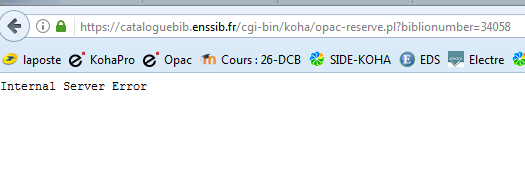 https://cataloguebib.enssib.fr/cgi-bin/koha/opac-reserve.pl?biblionumber=34058
laposte KohaPro Opac Cours : 26-DCB SIDE-KOHA EDS Electre
Internal Server Error